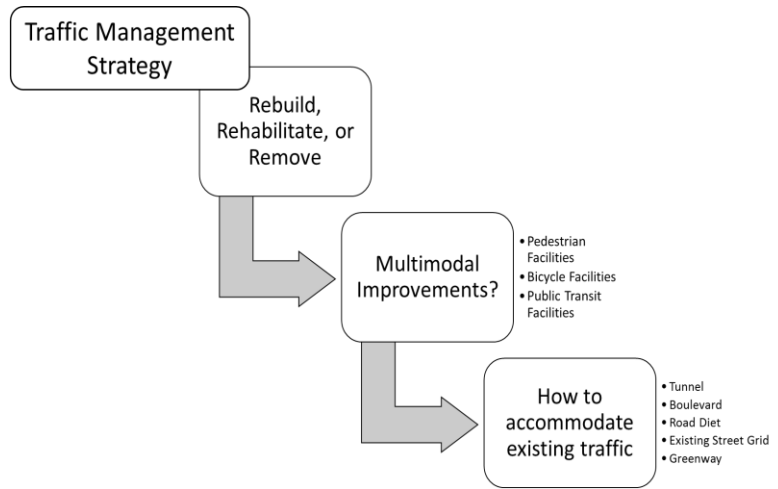 Traffic Management
Strategy
Rebuild,
Rehabilitate, or
Remove
Multimodal
Improvements?
• Pedestrian
Facilities
• Bicycle Facilities
• Public Transit
Facilities
How to
accommodate
existing traffic
• Tunnel
• Boulevard
• Road Diet
• Existing Street Grid
• Greenway